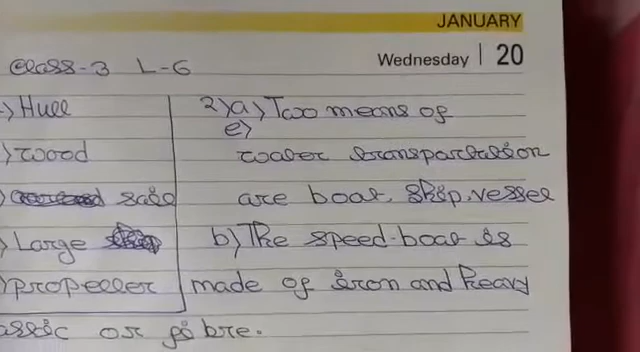 JANUARY
Wednesday | 20
Class-3 L-6
Hull
wood
sail
Large
propeller
2) a) Two means of
e)
water transportation
are boat, ship, vessel
b) The speed-boat is
made of iron and heavy
or fibre.